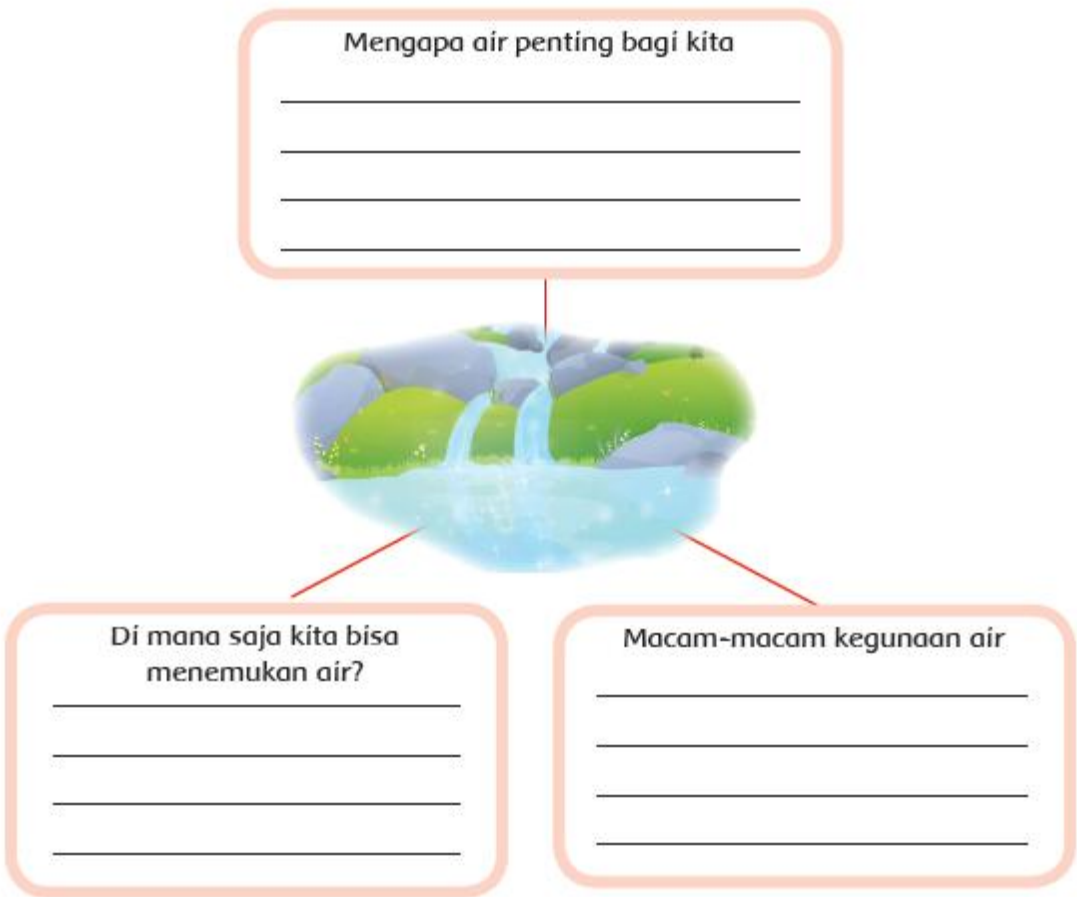 Mengapa air penting bagi kita
Di mana saja kita bisa
menemukan air?
Macam-macam kegunaan air